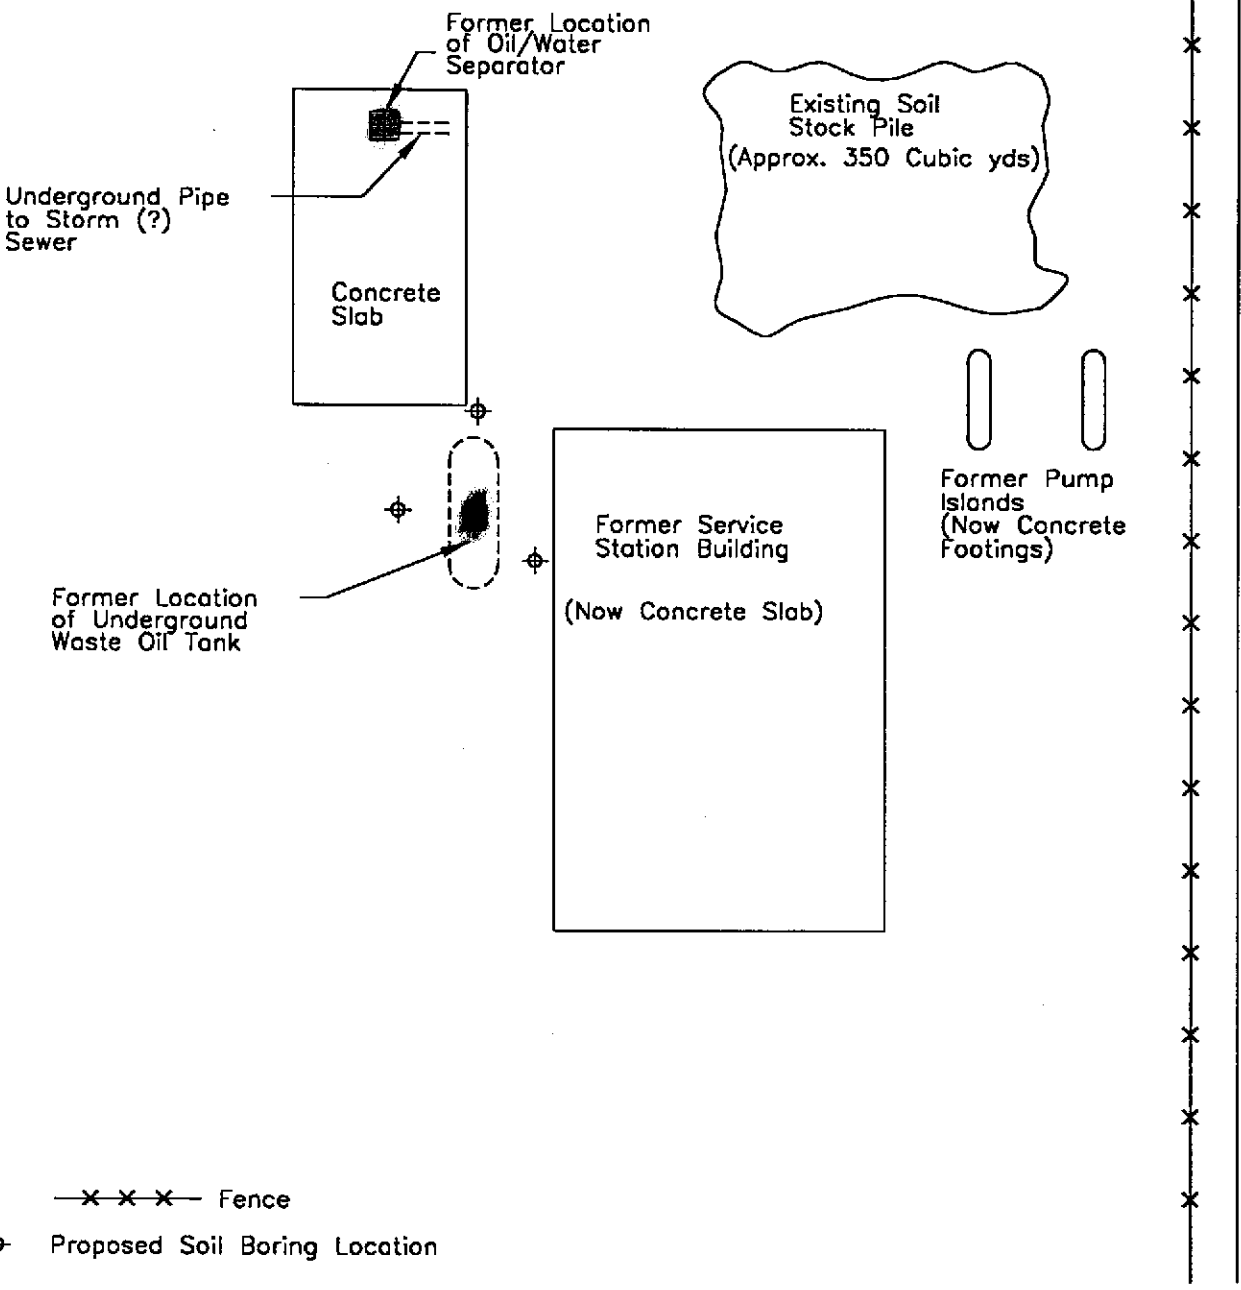 Former Location
of Oil/Water
Separator
Existing Soil
Stock Pile
(Approx. 350 Cubic yds)
Underground Pipe
to Storm (?)
Sewer
Concrete
Slab
Former Pump
Islands
(Now Concrete
Footings)
Former Service
Station Building
(Now Concrete Slab)
Former Location
of Underground
Waste Oil Tank
Fence
Proposed Soil Boring Location